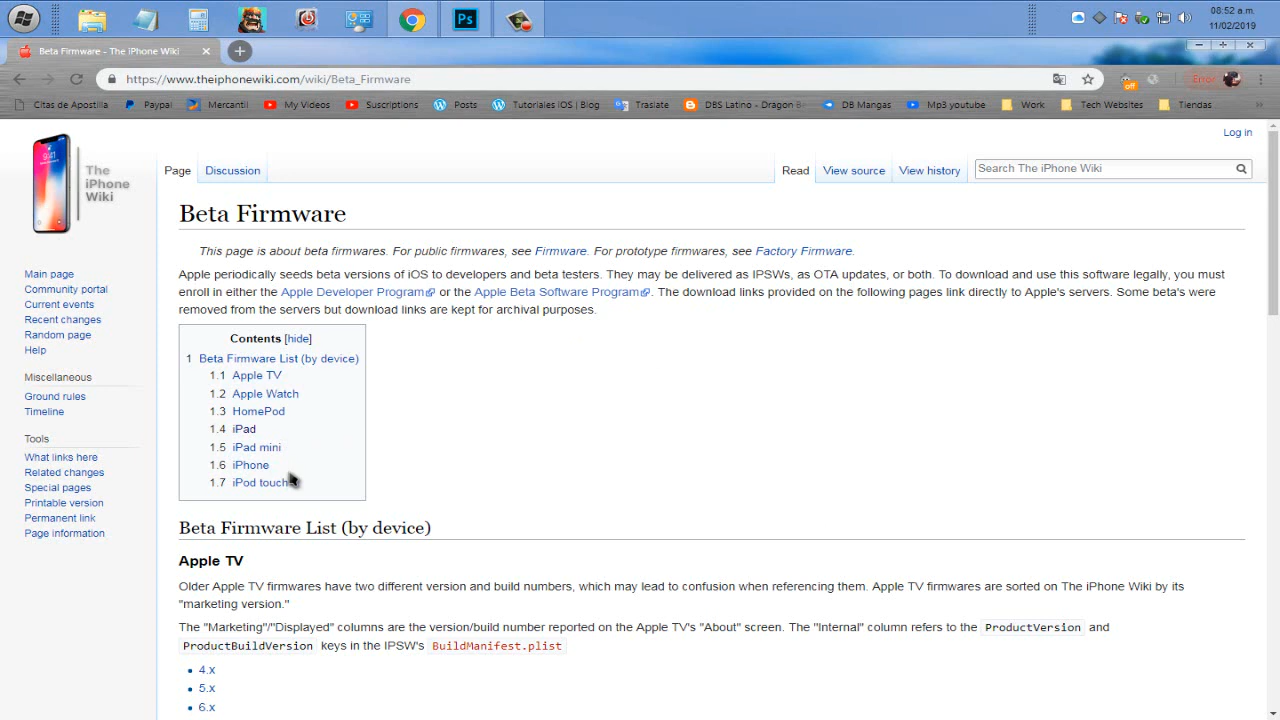 08:52 a.m.
11/02/2019
Ps
Beta Firmware - The iPhone Wiki
https://www.theiphonewiki.com/wiki/Beta_Firmware
off
Error
Citas de Apostilla
Paypal
Mercantil
My Videos
Suscriptions
Posts
Tutoriales iOS | Blog
Traslate
DBS Latino - Dragon B
DB Mangas
Mp3 youtube
Work
Tech Websites
Tiendas
Log in
The
iPhone
Wiki
Page
Discussion
Read
View source
View history
Search The iPhone Wiki
Main page
Community portal
Current events
Recent changes
Random page
Help
Miscellaneous
Ground rules
Timeline
Tools
What links here
Related changes
Special pages
Printable version
Permanent link
Page information
Beta Firmware
This page is about beta firmwares. For public firmwares, see Firmware. For prototype firmwares, see Factory Firmware.
Apple periodically seeds beta versions of iOS to developers and beta testers. They may be delivered as IPSWs, as OTA updates, or both. To download and use this software legally, you must
enroll in either the Apple Developer Program or the Apple Beta Software Program. The download links provided on the following pages link directly to Apple's servers. Some beta's were
removed from the servers but download links are kept for archival purposes.
Contents [hide]
1 Beta Firmware List (by device)
1.1 Apple TV
1.2 Apple Watch
1.3 HomePod
1.4 iPad
1.5 iPad mini
1.6 iPhone
1.7 iPod touch
Beta Firmware List (by device)
Apple TV
Older Apple TV firmwares have two different version and build numbers, which may lead to confusion when referencing them. Apple TV firmwares are sorted on The iPhone Wiki by its
"marketing version."
The "Marketing"/"Displayed" columns are the version/build number reported on the Apple TV's "About" screen. The "Internal" column refers to the ProductVersion and
ProductBuildVersion keys in the IPSW's BuildManifest.plist
4.x
5.x
6.x